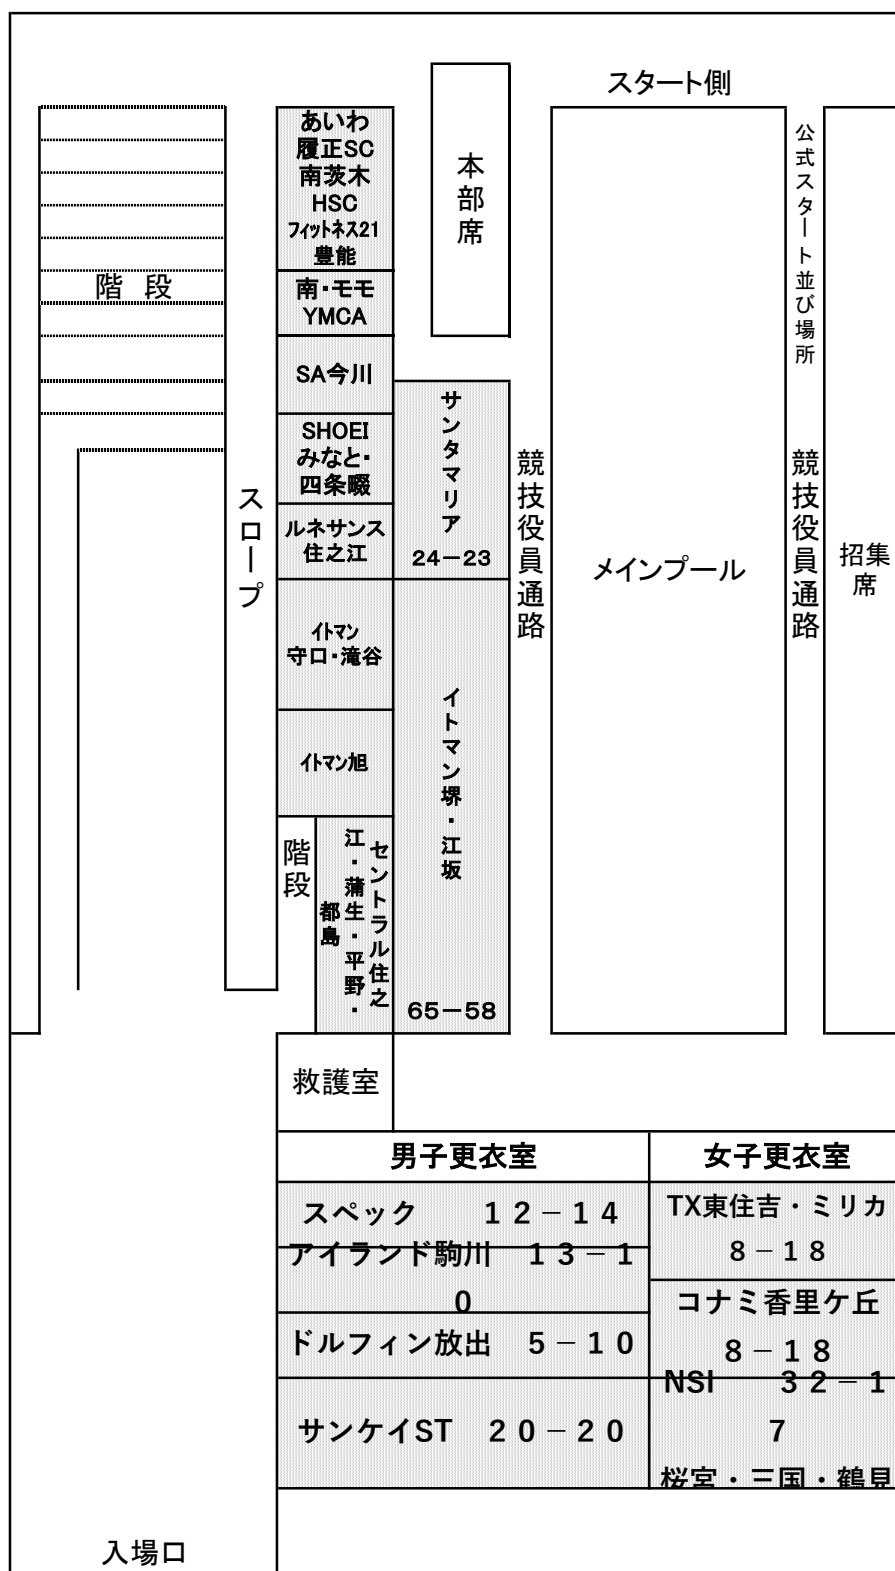 スタート側
あいわ
履正SC
南茨木
HSC
フィットネス21
豊能
本部席
公式スタート並び場所
階 段
南・モモ
YMCA
SA今川
サンタマリア
24－23
SHOEI
みなと・
四条畷
スロープ
ルネサンス
住之江
競技役員通路
メインプール
競技役員通路
招集
席
イトマン
守口・滝谷
イトマン堺・江坂
65－58
イトマン旭
階段
セントラル住之
江・蒲生・平野・
都島
救護室
男子更衣室
女子更衣室
スペック　　１２－１４
アイランド駒川　１３－１
０
ドルフィン放出　５－１０
サンケイST　２０－２０
TX東住吉・ミリカ
８－１８
コナミ香里ケ丘
８－１８
NSI　　３２－１
７
桜宮・三国・鶴見
入場口